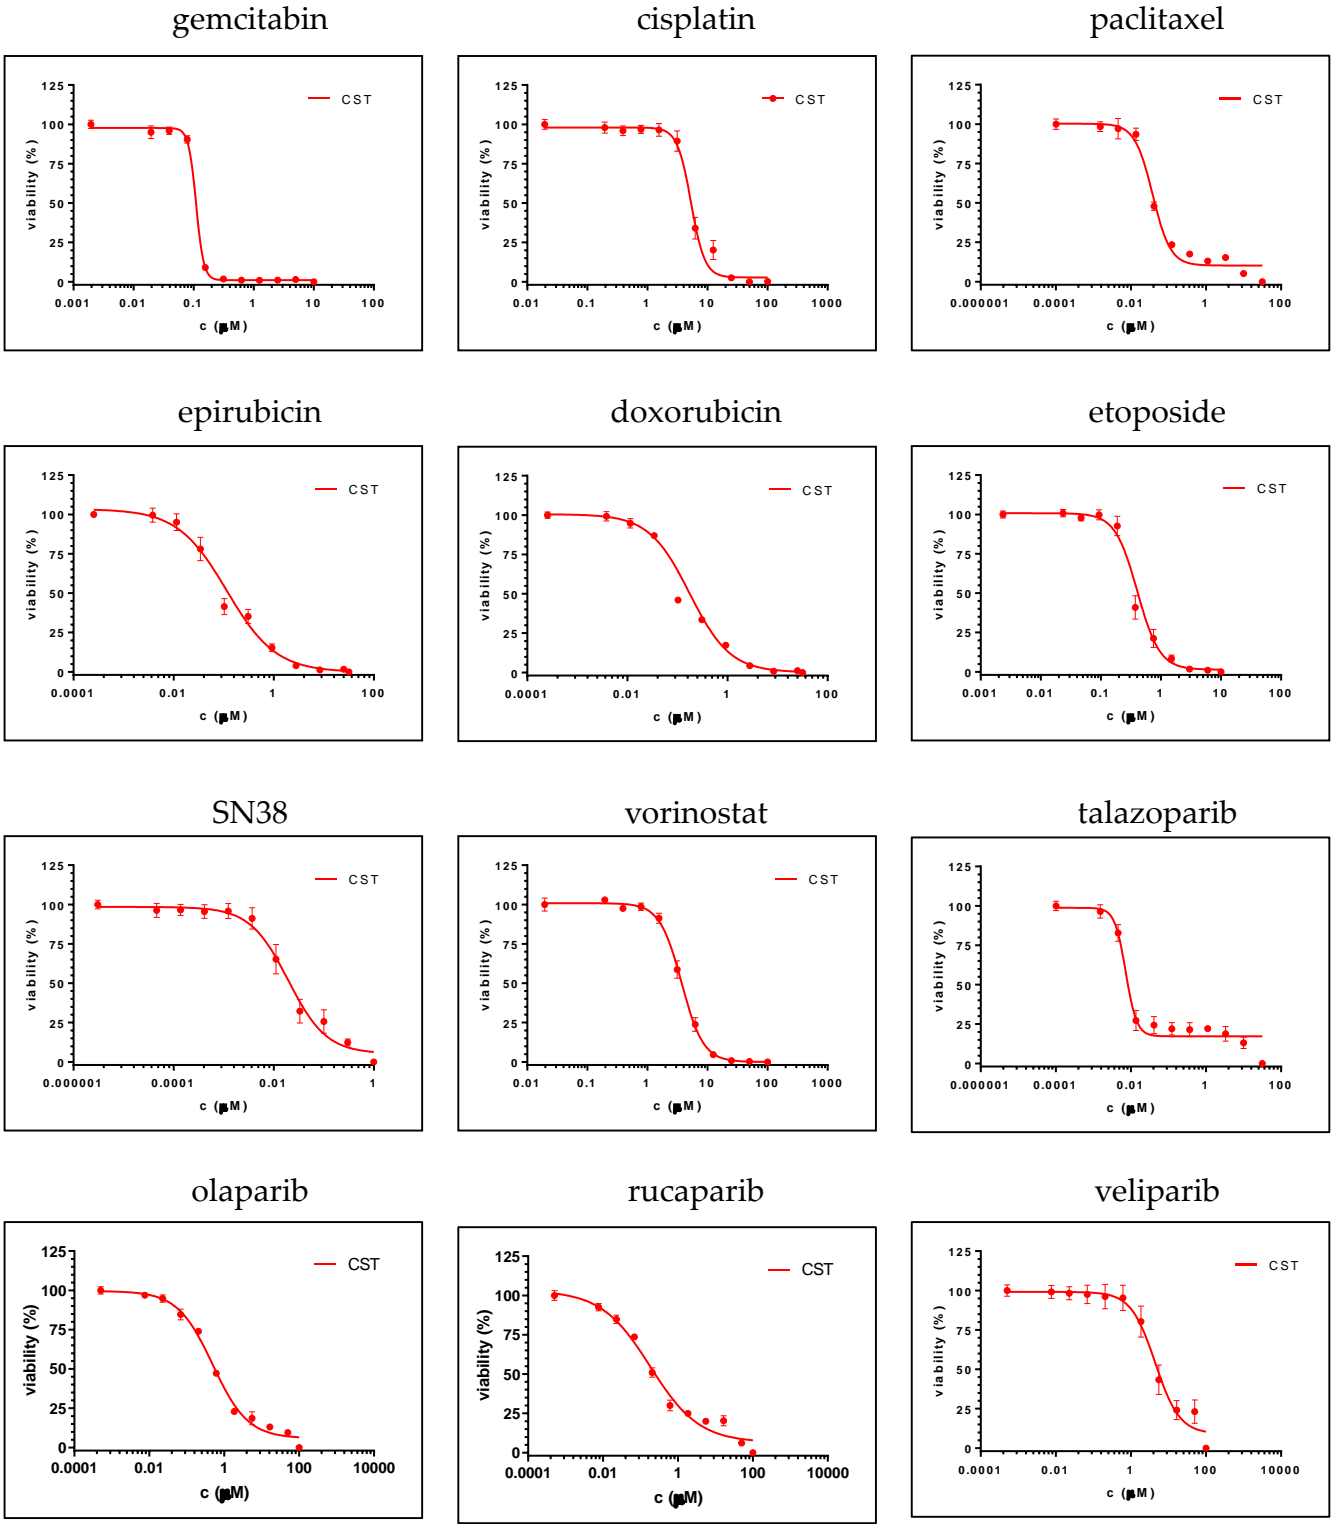 gemcitabin cisplatin paclitaxel
125
100
75
50
25
0
viability (%)
CST
0.001 0.01 0.1 1 10 100
c (μM)
125
100
75
50
25
0
viability (%)
CST
0.01 0.1 1 10 100 1000
c (μM)
125
100
75
50
25
0
viability (%)
CST
0.000001 0.0001 0.01 1 100
c (μM)
epirubicin doxorubicin etoposide
125
100
75
50
25
0
viability (%)
CST
0.0001 0.01 1 100
c (μM)
125
100
75
50
25
0
viability (%)
CST
0.0001 0.01 1 100
c (μM)
125
100
75
50
25
0
viability (%)
CST
0.001 0.01 0.1 1 10 100
c (μM)
SN38 vorinostat talazoparib
125
100
75
50
25
0
viability (%)
CST
0.000001 0.0001 0.01 1
c (μM)
125
100
75
50
25
0
viability (%)
CST
0.01 0.1 1 10 100 1000
c (μM)
125
100
75
50
25
0
viability (%)
CST
0.000001 0.0001 0.01 1 100
c (μM)
olaparib rucaparib veliparib
125
100
75
50
25
0
viability (%)
CST
0.0001 0.01 1 100 10000
c (μM)
125
100
75
50
25
0
viability (%)
CST
0.0001 0.01 1 100 10000
c (μM)
125
100
75
50
25
0
viability (%)
CST
0.0001 0.01 1 100 10000
c (μM)